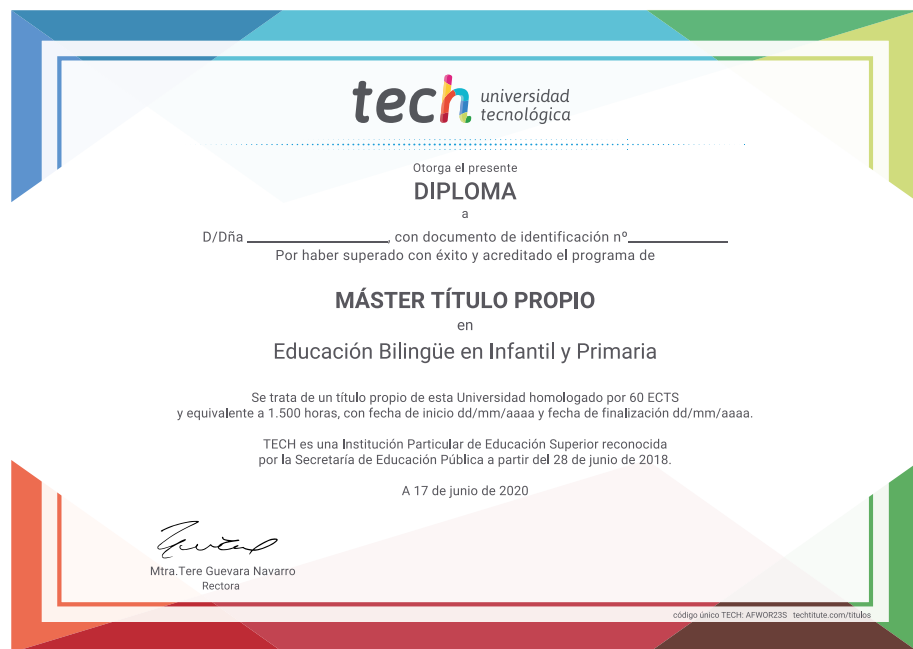 tech universidad
tecnológica
Otorga el presente
DIPLOMA
a
D/Dña ____________, con documento de identificación nº__________
Por haber superado con éxito y acreditado el programa de
MÁSTER TÍTULO PROPIO
en
Educación Bilingüe en Infantil y Primaria
Se trata de un título propio de esta Universidad homologado por 60 ECTS
y equivalente a 1.500 horas, con fecha de inicio dd/mm/aaaa y fecha de finalización dd/mm/aaaa.
TECH es una Institución Particular de Educación Superior reconocida
por la Secretaría de Educación Pública a partir del 28 de junio de 2018.
A 17 de junio de 2020
Mtra.Tere Guevara Navarro
Rectora
código único TECH: AFWOR23S techtitute.com/titulos